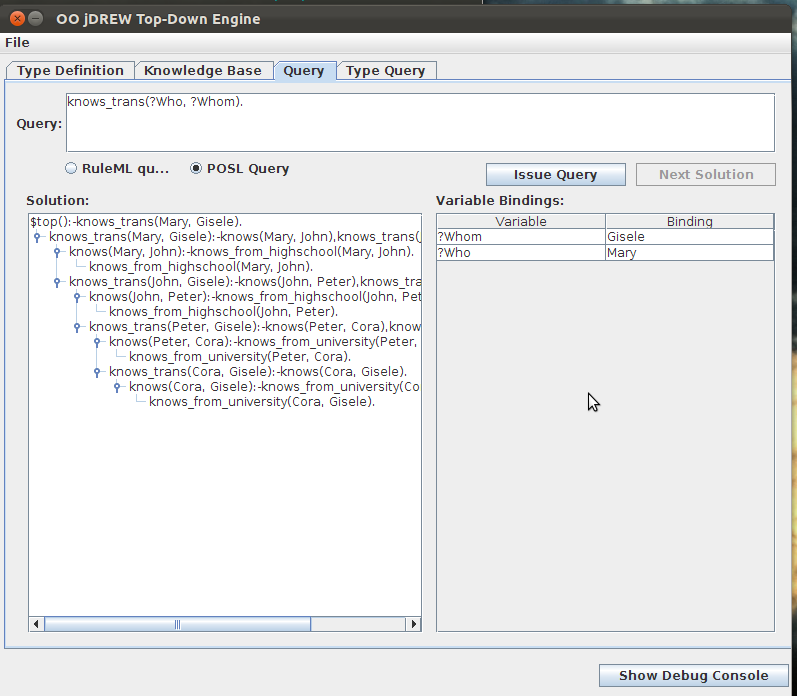 OO jDREW Top-Down Engine
File
Type Definition Knowledge Base Query Type Query
knows_trans(?Who, ?Whom).
Query:
RuleML qu... POSL Query
Issue Query Next Solution
Solution: Variable Bindings:
$top():-knows_trans(Mary, Gisele). Variable Binding
knows_trans(Mary, Gisele):-knows(Mary, John),knows_trans( ?Whom Gisele
knows(Mary, John):-knows_from_highschool(Mary, John). ?Who Mary
knows_from_highschool(Mary, John).
knows_trans(John, Gisele):-knows(John, Peter),knows_tra
knows(John, Peter):-knows_from_highschool(John, Pet
knows_from_highschool(John, Peter).
knows_trans(Peter, Gisele):-knows(Peter, Cora),know
knows(Peter, Cora):-knows_from_university(Peter,
knows_from_university(Peter, Cora).
knows_trans(Cora, Gisele):-knows(Cora, Gisele).
knows(Cora, Gisele):-knows_from_university(Co
knows_from_university(Cora, Gisele).
Show Debug Console